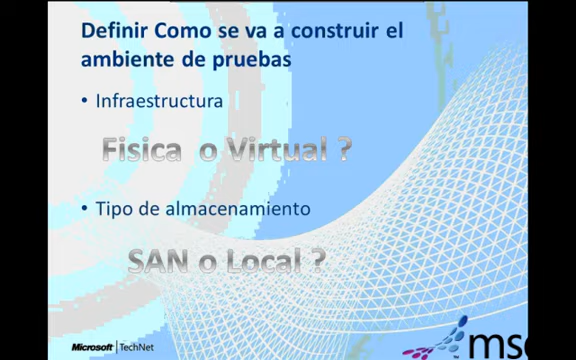 Definir Como se va a construir el
ambiente de pruebas
• Infraestructura
Fisica o Virtual ?
• Tipo de almacenamiento
SAN o Local ?
Microsoft | TechNet